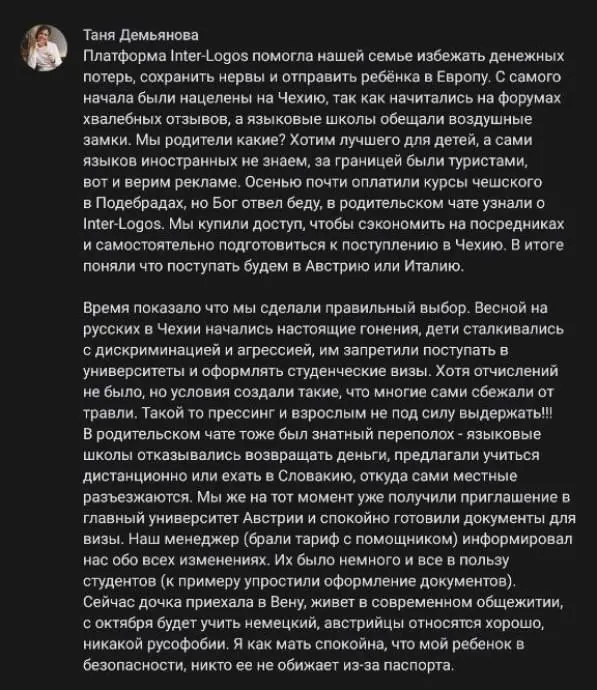 Таня Демьянова
Платформа Inter-Logos помогла нашей семье избежать денежных
потерь, сохранить нервы и отправить ребёнка в Европу. С самого
начала были нацелены на Чехию, так как начитались на форумах
хвалебных отзывов, а языковые школы обещали воздушные
замки. Мы родители какие? Хотим лучшего для детей, а сами
языков иностранных не знаем, за границей были туристами,
вот и верим рекламе. Осенью почти оплатили курсы чешского
в Подебрадах, но Бог отвел беду, в родительском чате узнали о
Inter-Logos. Мы купили доступ, чтобы сэкономить на посредниках
и самостоятельно подготовиться к поступлению в Чехию. В итоге
поняли что поступать будем в Австрию или Италию.

Время показало что мы сделали правильный выбор. Весной на
русских в Чехии начались настоящие гонения, дети сталкивались
с дискриминацией и агрессией, им запретили поступать в
университеты и оформлять студенческие визы. Хотя отчислений
не было, но условия создали такие, что многие сами сбежали от
травли. Такой то прессинг и взрослым не под силу выдержать!!!
В родительском чате тоже был знатный переполох - языковые
школы отказывались возвращать деньги, предлагали учиться
дистанционно или ехать в Словакию, откуда сами местные
разъезжаются. Мы же на тот момент уже получили приглашение в
главный университет Австрии и спокойно готовили документы для
визы. Наш менеджер (брали тариф с помощником) информировал
нас обо всех изменениях. Их было немного и все в пользу
студентов (к примеру упростили оформление документов).
Сейчас дочка приехала в Вену, живет в современном общежитии,
с октября будет учить немецкий, австрийцы относятся хорошо,
никакой русофобии. Я как мать спокойна, что мой ребенок в
безопасности, никто ее не обижает из-за паспорта.